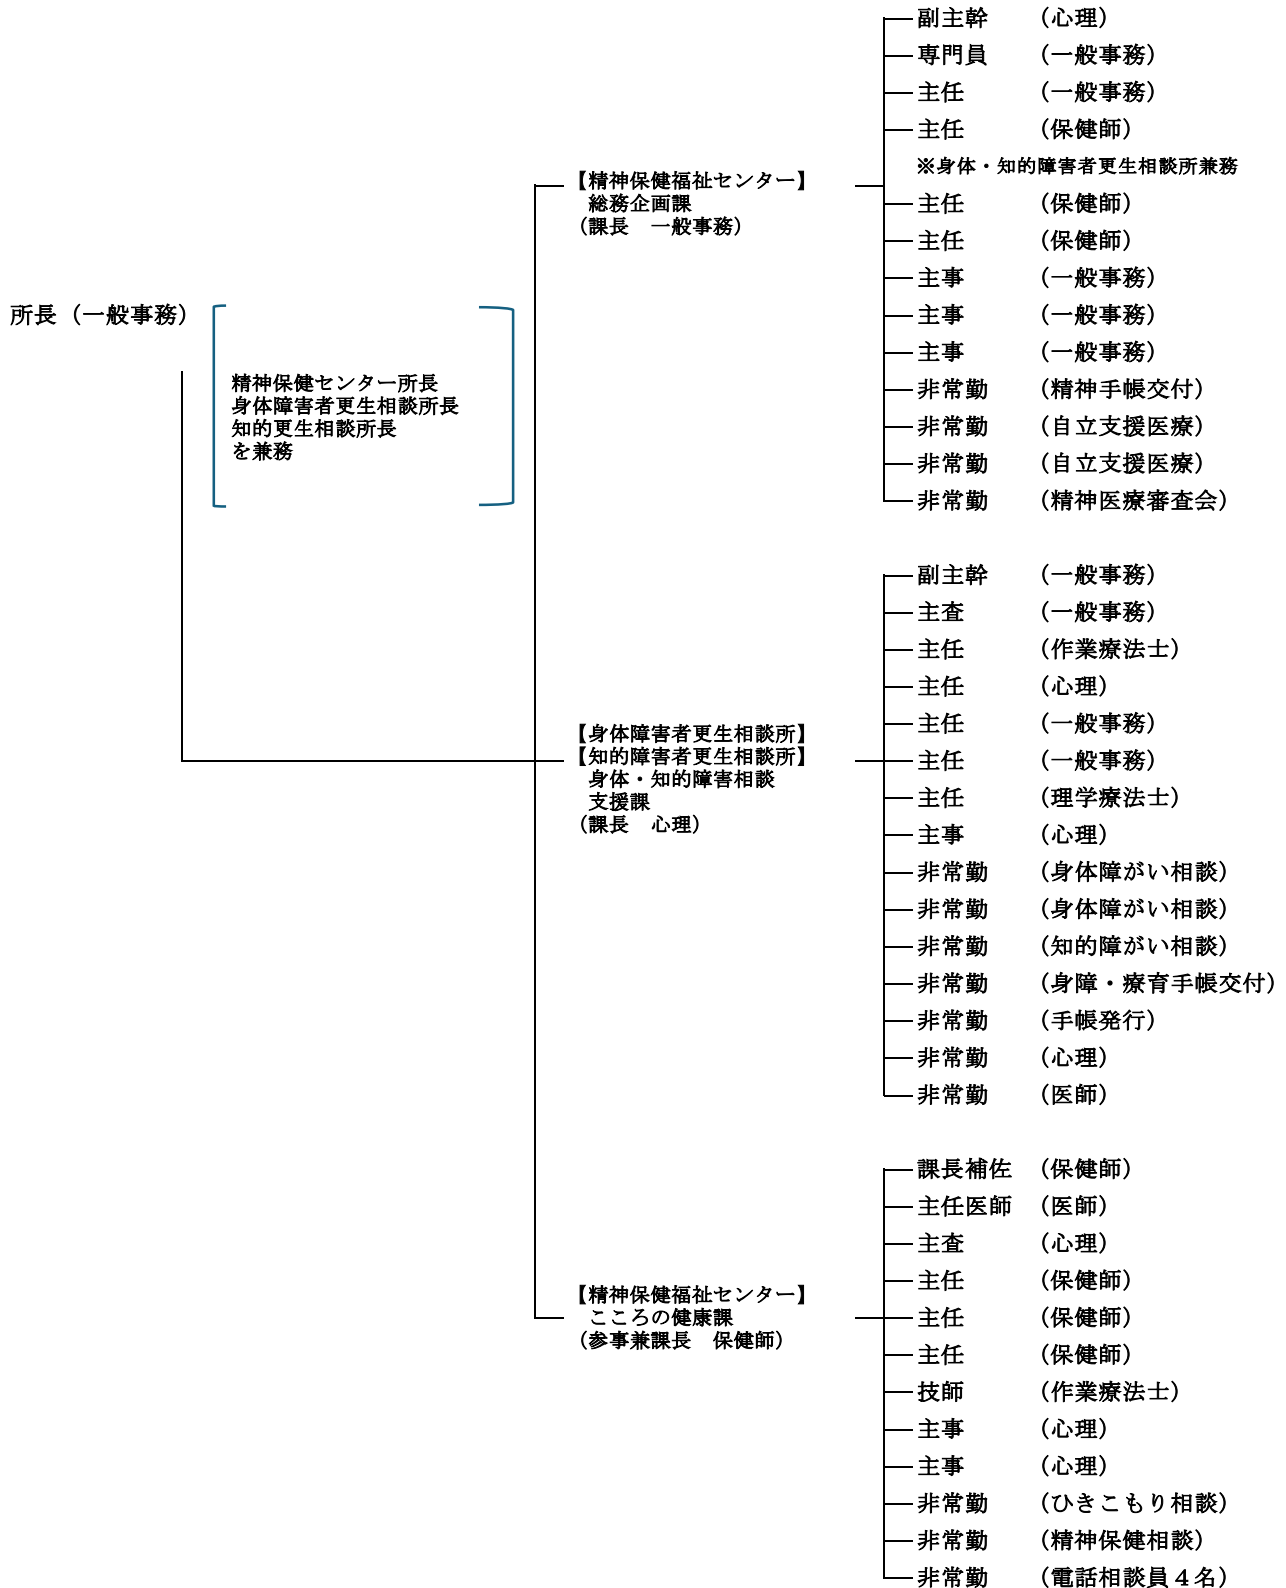 所長（一般事務）
精神保健センター所長
身体障害者更生相談所長
知的更生相談所長
を兼務
【精神保健福祉センター】
総務企画課
（課長　一般事務）
副主幹　（心理）
専門員　（一般事務）
主任　（一般事務）
主任　（保健師）
※身体・知的障害者更生相談所兼務
主任　（保健師）
主任　（保健師）
主事　（一般事務）
主事　（一般事務）
主事　（一般事務）
非常勤　（精神手帳交付）
非常勤　（自立支援医療）
非常勤　（自立支援医療）
非常勤　（精神医療審査会）
【身体障害者更生相談所】
【知的障害者更生相談所】
身体・知的障害相談
支援課
（課長　心理）
副主幹　（一般事務）
主査　（一般事務）
主任　（作業療法士）
主任　（心理）
主任　（一般事務）
主任　（一般事務）
主任　（理学療法士）
主事　（心理）
非常勤　（身体障がい相談）
非常勤　（身体障がい相談）
非常勤　（知的障がい相談）
非常勤　（身障・療育手帳交付）
非常勤　（手帳発行）
非常勤　（心理）
非常勤　（医師）
【精神保健福祉センター】
こころの健康課
（参事兼課長　保健師）
課長補佐　（保健師）
主任医師　（医師）
主査　（心理）
主任　（保健師）
主任　（保健師）
主任　（保健師）
技師　（作業療法士）
主事　（心理）
主事　（心理）
非常勤　（ひきこもり相談）
非常勤　（精神保健相談）
非常勤　（電話相談員４名）